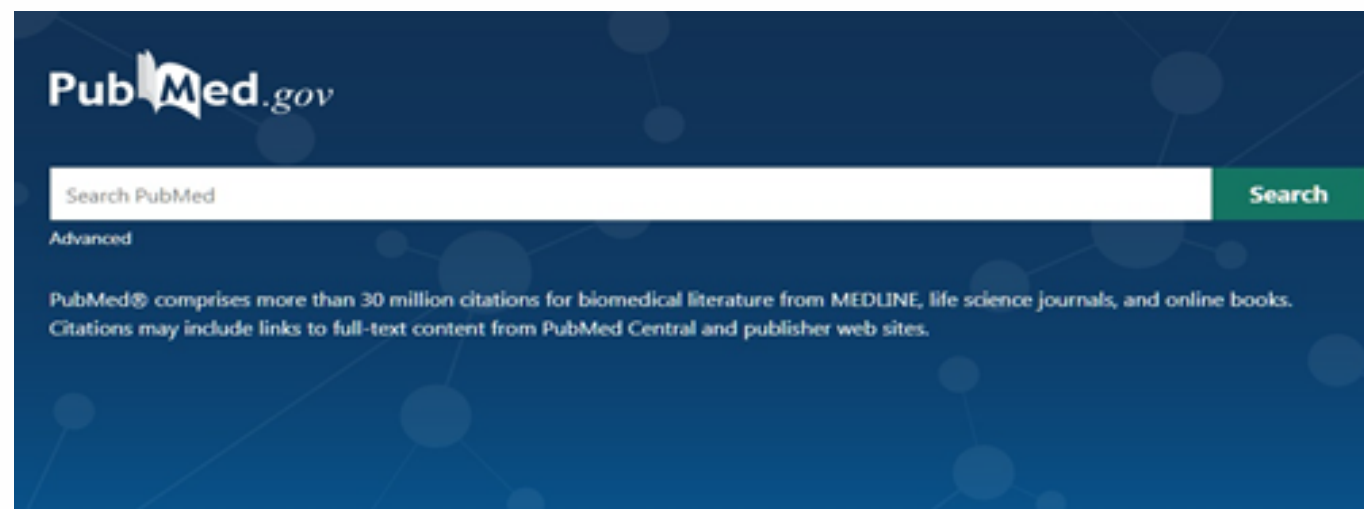 PubMed.gov
Search PubMed
Search
Advanced
PubMed® comprises more than 30 million citations for biomedical literature from MEDLINE, life science journals, and online books.
Citations may include links to full-text content from PubMed Central and publisher web sites.